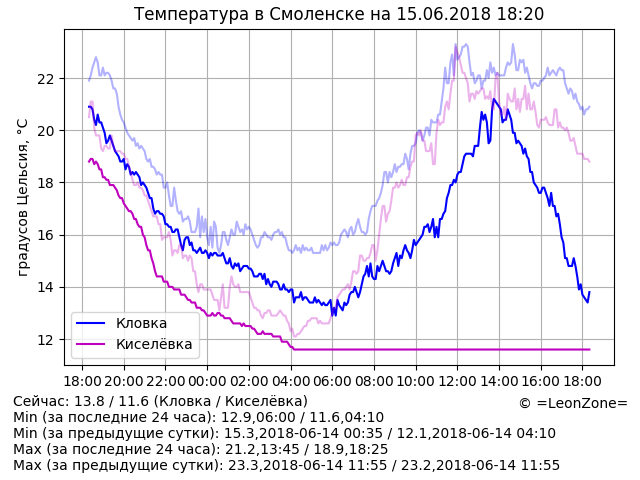 Температура в Смоленске на 15.06.2018 18:20
градусов Цельсия, °C
22
20
18
16
14
12
Кловка
Киселёвка
18:00 20:00 22:00 00:00 02:00 04:00 06:00 08:00 10:00 12:00 14:00 16:00 18:00
Сейчас: 13.8 / 11.6 (Кловка / Киселёвка)
© =LeonZone=
Min (за последние 24 часа): 12.9,06:00 / 11.6,04:10
Min (за предыдущие сутки): 15.3,2018-06-14 00:35 / 12.1,2018-06-14 04:10
Max (за последние 24 часа): 21.2,13:45 / 18.9,18:25
Max (за предыдущие сутки): 23.3,2018-06-14 11:55 / 23.2,2018-06-14 11:55